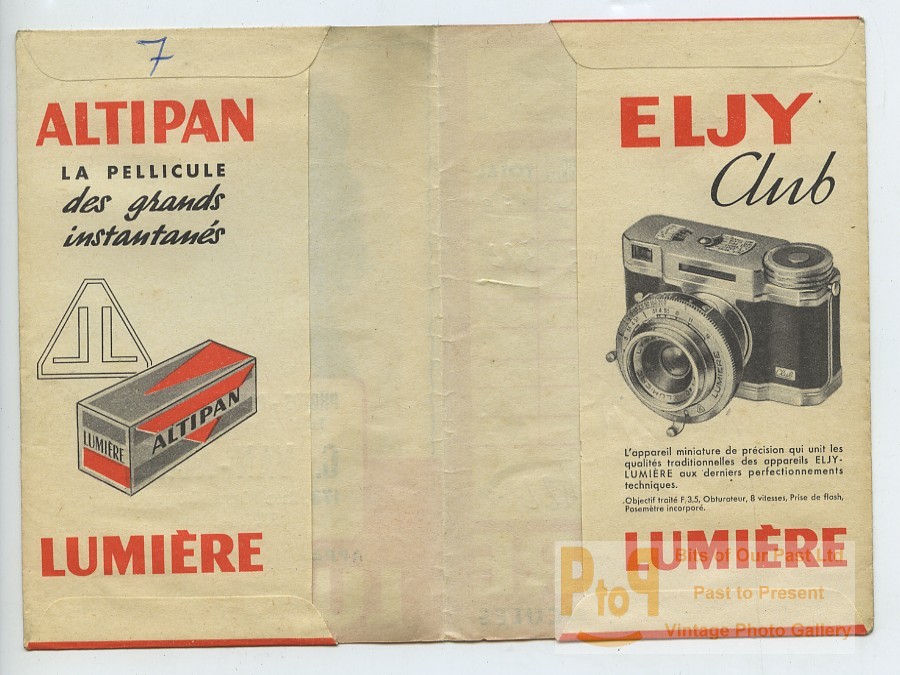 7
ALTIPAN
LA PELLICULE
des grands
instantanés
LUMIÈRE
ALTIPAN
LUMIÈRE
ELJY
Club
LUMIERE
L'appareil miniature de précision qui unit les
qualités traditionnelles des appareils ELJY-
LUMIÈRE aux derniers perfectionnements
techniques.
Objectif traité F.3,5, Obturateur, 8 vitesses, Prise de flash,
Posemètre incorporé.
LUMIÈRE
PtoP
Bits of Our Past Ltd
Past to Present
Vintage Photo Gallery